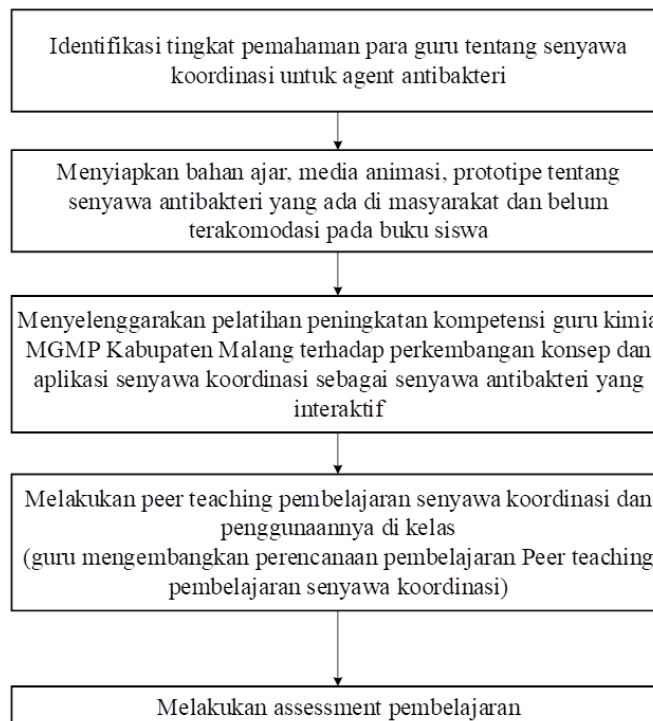 Identifikasi tingkat pemahaman para guru tentang senyawa
koordinasi untuk agent antibakteri
Menyiapkan bahan ajar, media animasi, prototipe tentang
senyawa antibakteri yang ada di masyarakat dan belum
terakomodasi pada buku siswa
Menyelenggarakan pelatihan peningkatan kompetensi guru kimia
MGMP Kabupaten Malang terhadap perkembangan konsep dan
aplikasi senyawa koordinasi sebagai senyawa antibakteri yang
interaktif
Melakukan peer teaching pembelajaran senyawa koordinasi dan
penggunaannya di kelas
(guru mengembangkan perencanaan pembelajaran Peer teaching
pembelajaran senyawa koordinasi)
Melakukan assessment pembelajaran